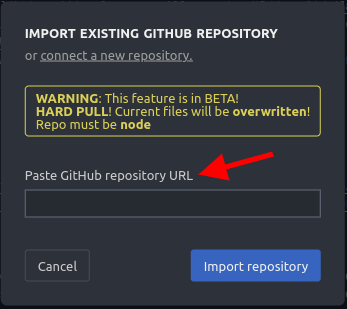 IMPORT EXISTING GITHUB REPOSITORY
or connect a new repository.
WARNING: This feature is in BETA!
HARD PULL! Current files will be overwritten!
Repo must be node
Paste GitHub repository URL
Cancel
Import repository